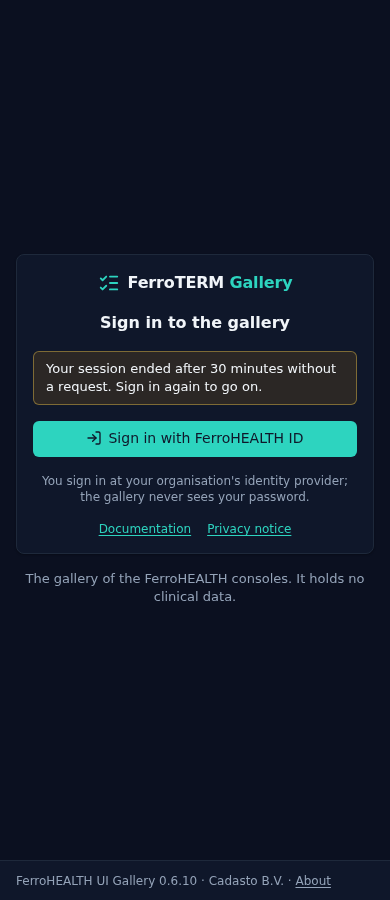 FerroTERM Gallery
Sign in to the gallery
Your session ended after 30 minutes without
a request. Sign in again to go on.
Sign in with FerroHEALTH ID
You sign in at your organisation's identity provider;
the gallery never sees your password.
Documentation Privacy notice
The gallery of the FerroHEALTH consoles. It holds no
clinical data.
FerroHEALTH UI Gallery 0.6.10 · Cadasto B.V. · About